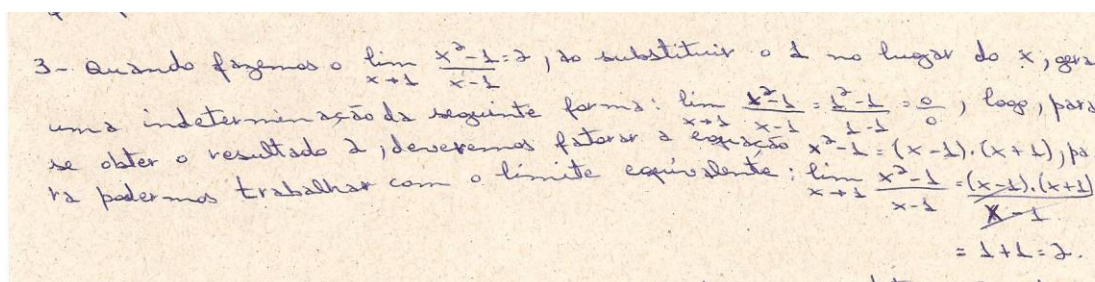 3- Quando fazemos o lim x→1 x²-1/x-1 = 2, ao substituir o 1 no lugar do x, gera
uma indeterminação da seguinte forma: lim x→1 x²-1/x-1 = 1²-1/1-1 = 0/0, logo, para
se obter o resultado 2, deveremos fatorar a equação x²-1 = (x-1).(x+1), pa-
ra podermos trabalhar com o limite equivalente: lim x→1 x²-1/x-1 = (x-1).(x+1)/x-1
= 1+1=2.